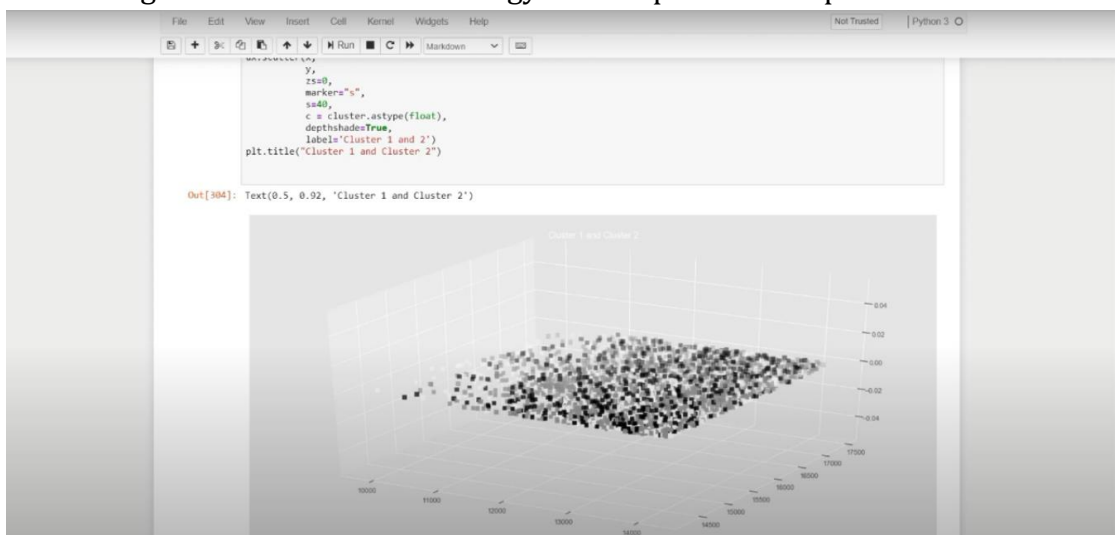 File Edit View Insert Cell Kernel Widgets Help Not Trusted Python 3
Run Markdown
ax.scatter(x,
y,
zs=0,
marker="s",
s=40,
c = cluster.astype(float),
depthshade=True,
label='Cluster 1 and 2')
plt.title("Cluster 1 and Cluster 2")
Out[304]: Text(0.5, 0.92, 'Cluster 1 and Cluster 2')
Cluster 1 and Cluster 2
0.04
0.02
0.00
-0.02
-0.04
17500
17000
16500
16000
15500
15000
14500
10000
11000
12000
13000
14000